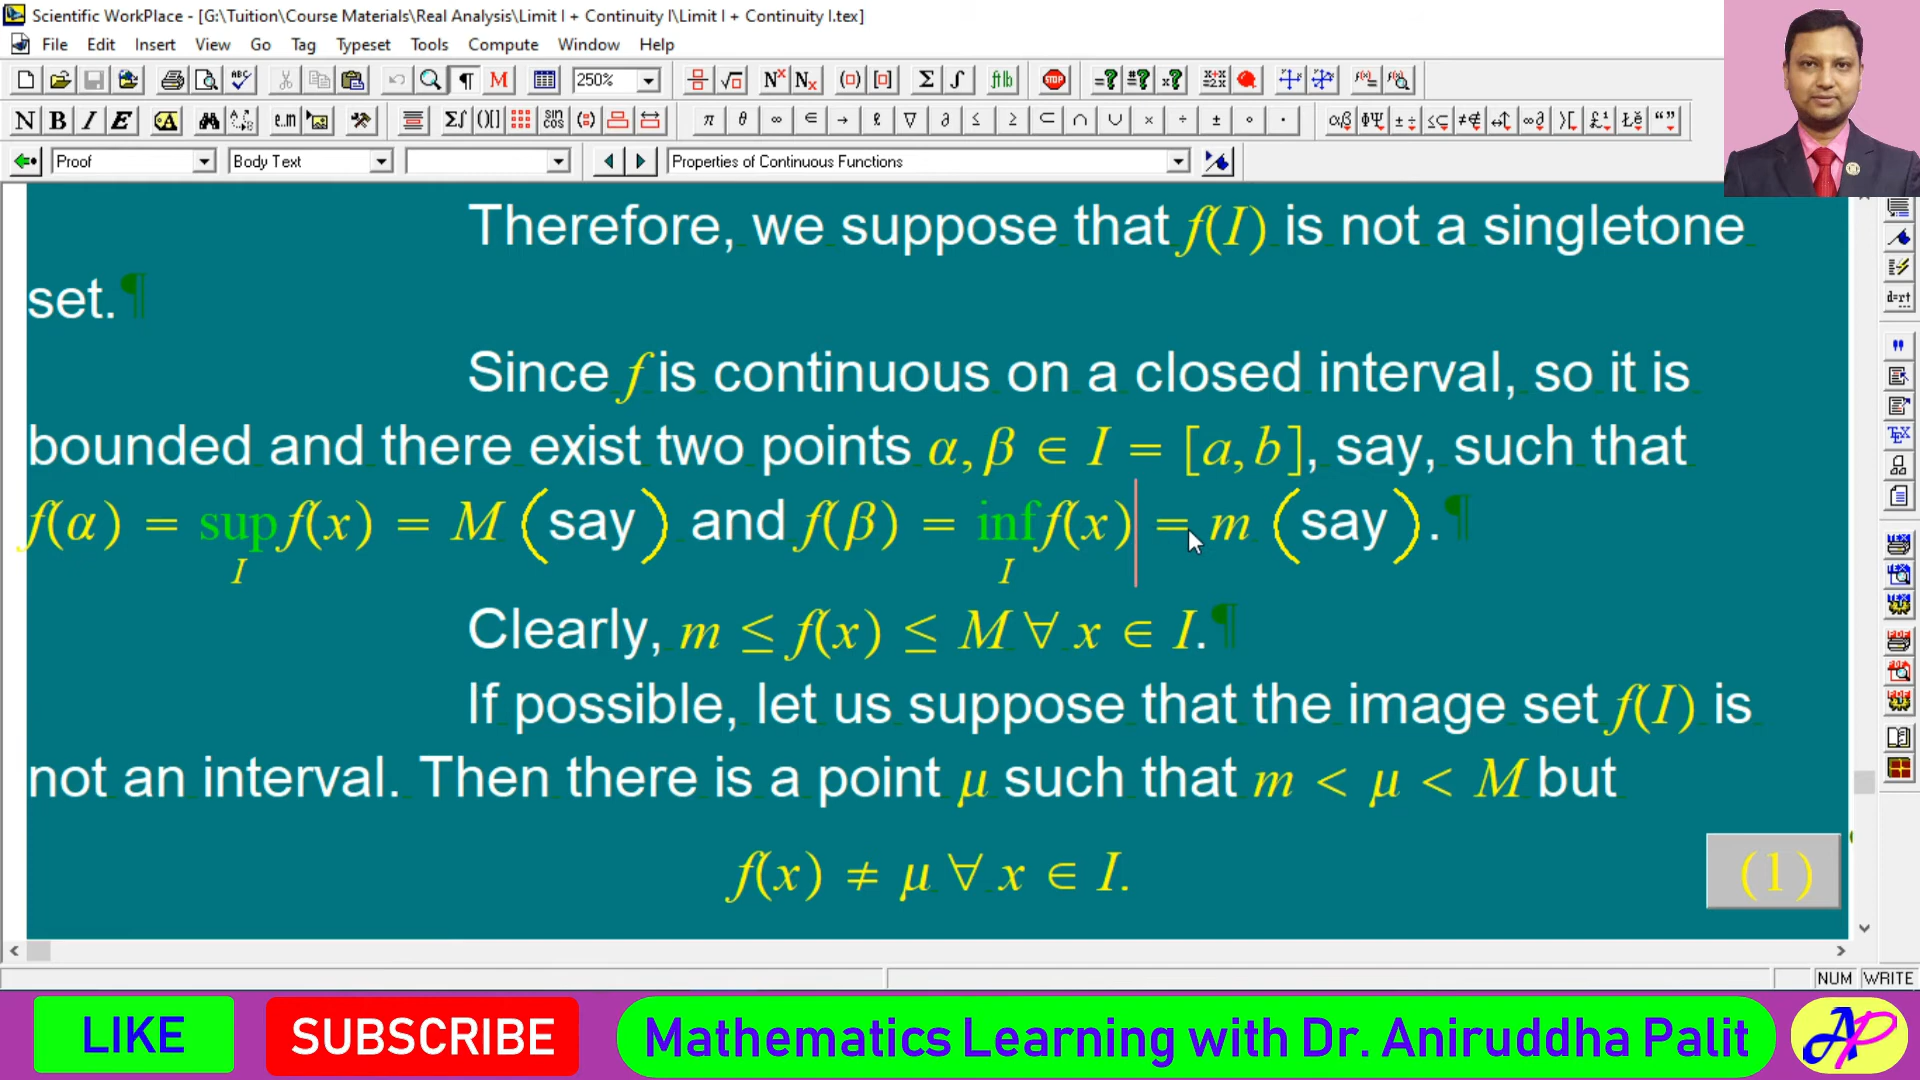 Scientific WorkPlace - [G:\Tuition\Course Materials\Real Analysis\Limit I + Continuity I\Limit I + Continuity I.tex]
File Edit Insert View Go Tag Typeset Tools Compute Window Help
250%
Proof Body Text Properties of Continuous Functions
Therefore, we suppose that f(I) is not a singletone
set.¶
Since f is continuous on a closed interval, so it is
bounded and there exist two points α, β ∈ I = [a, b], say, such that
f(α) = sup_I f(x) = M (say) and f(β) = inf_I f(x) = m (say).¶
Clearly, m ≤ f(x) ≤ M ∀ x ∈ I.¶
If possible, let us suppose that the image set f(I) is
not an interval. Then there is a point μ such that m < μ < M but
f(x) ≠ μ ∀ x ∈ I. (1)
NUM WRITE
LIKE SUBSCRIBE Mathematics Learning with Dr. Aniruddha Palit AP